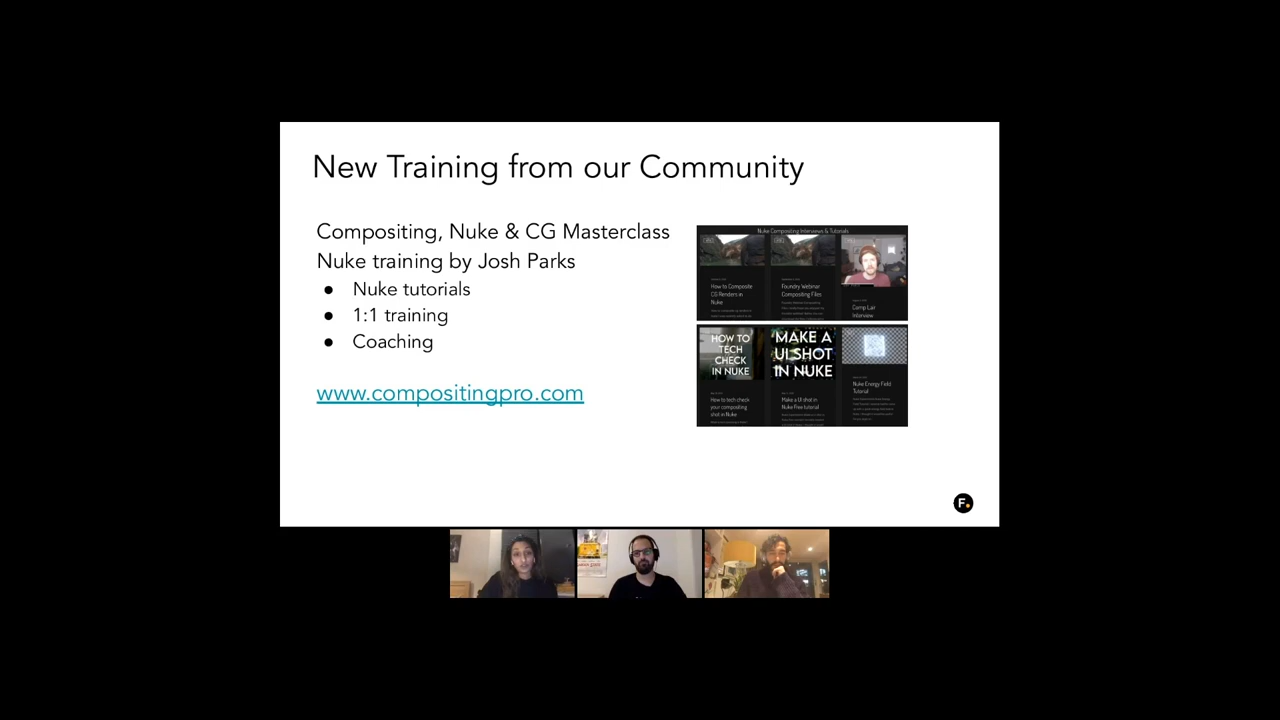 New Training from our Community
Compositing, Nuke & CG Masterclass
Nuke training by Josh Parks
● Nuke tutorials
● 1:1 training
● Coaching
www.compositingpro.com
Nuke Compositing Interviews & Tutorials
How to Composite
CG Renders in
Nuke
Foundry Webinar
Compositing Files
Comp Lair
Interview
HOW TO
TECH
CHECK
IN NUKE
MAKE A
UI SHOT
IN NUKE
How to tech check
your compositing
shot in Nuke
Make a UI shot in
Nuke Free tutorial
Nuke Energy Field
Tutorial
F.